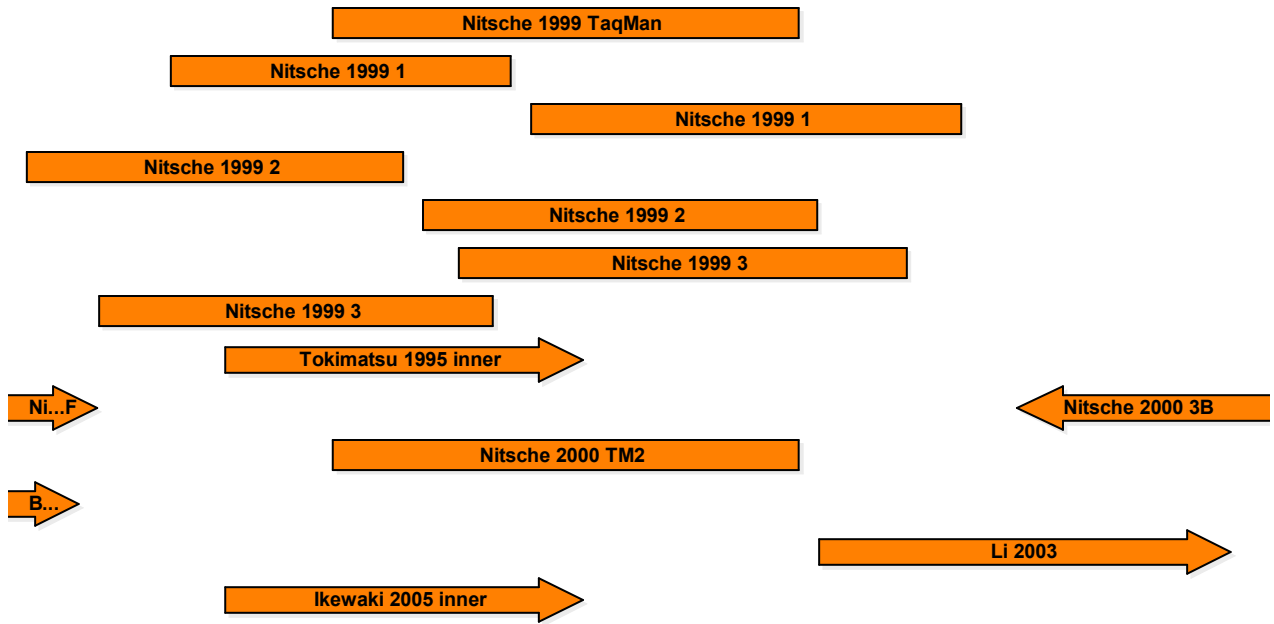 Nitsche 1999 TaqMan
Nitsche 1999 1
Nitsche 1999 1
Nitsche 1999 2
Nitsche 1999 2
Nitsche 1999 3
Nitsche 1999 3
Tokimatsu 1995 inner
Ni...F
Nitsche 2000 3B
Nitsche 2000 TM2
B...
Li 2003
Ikewaki 2005 inner